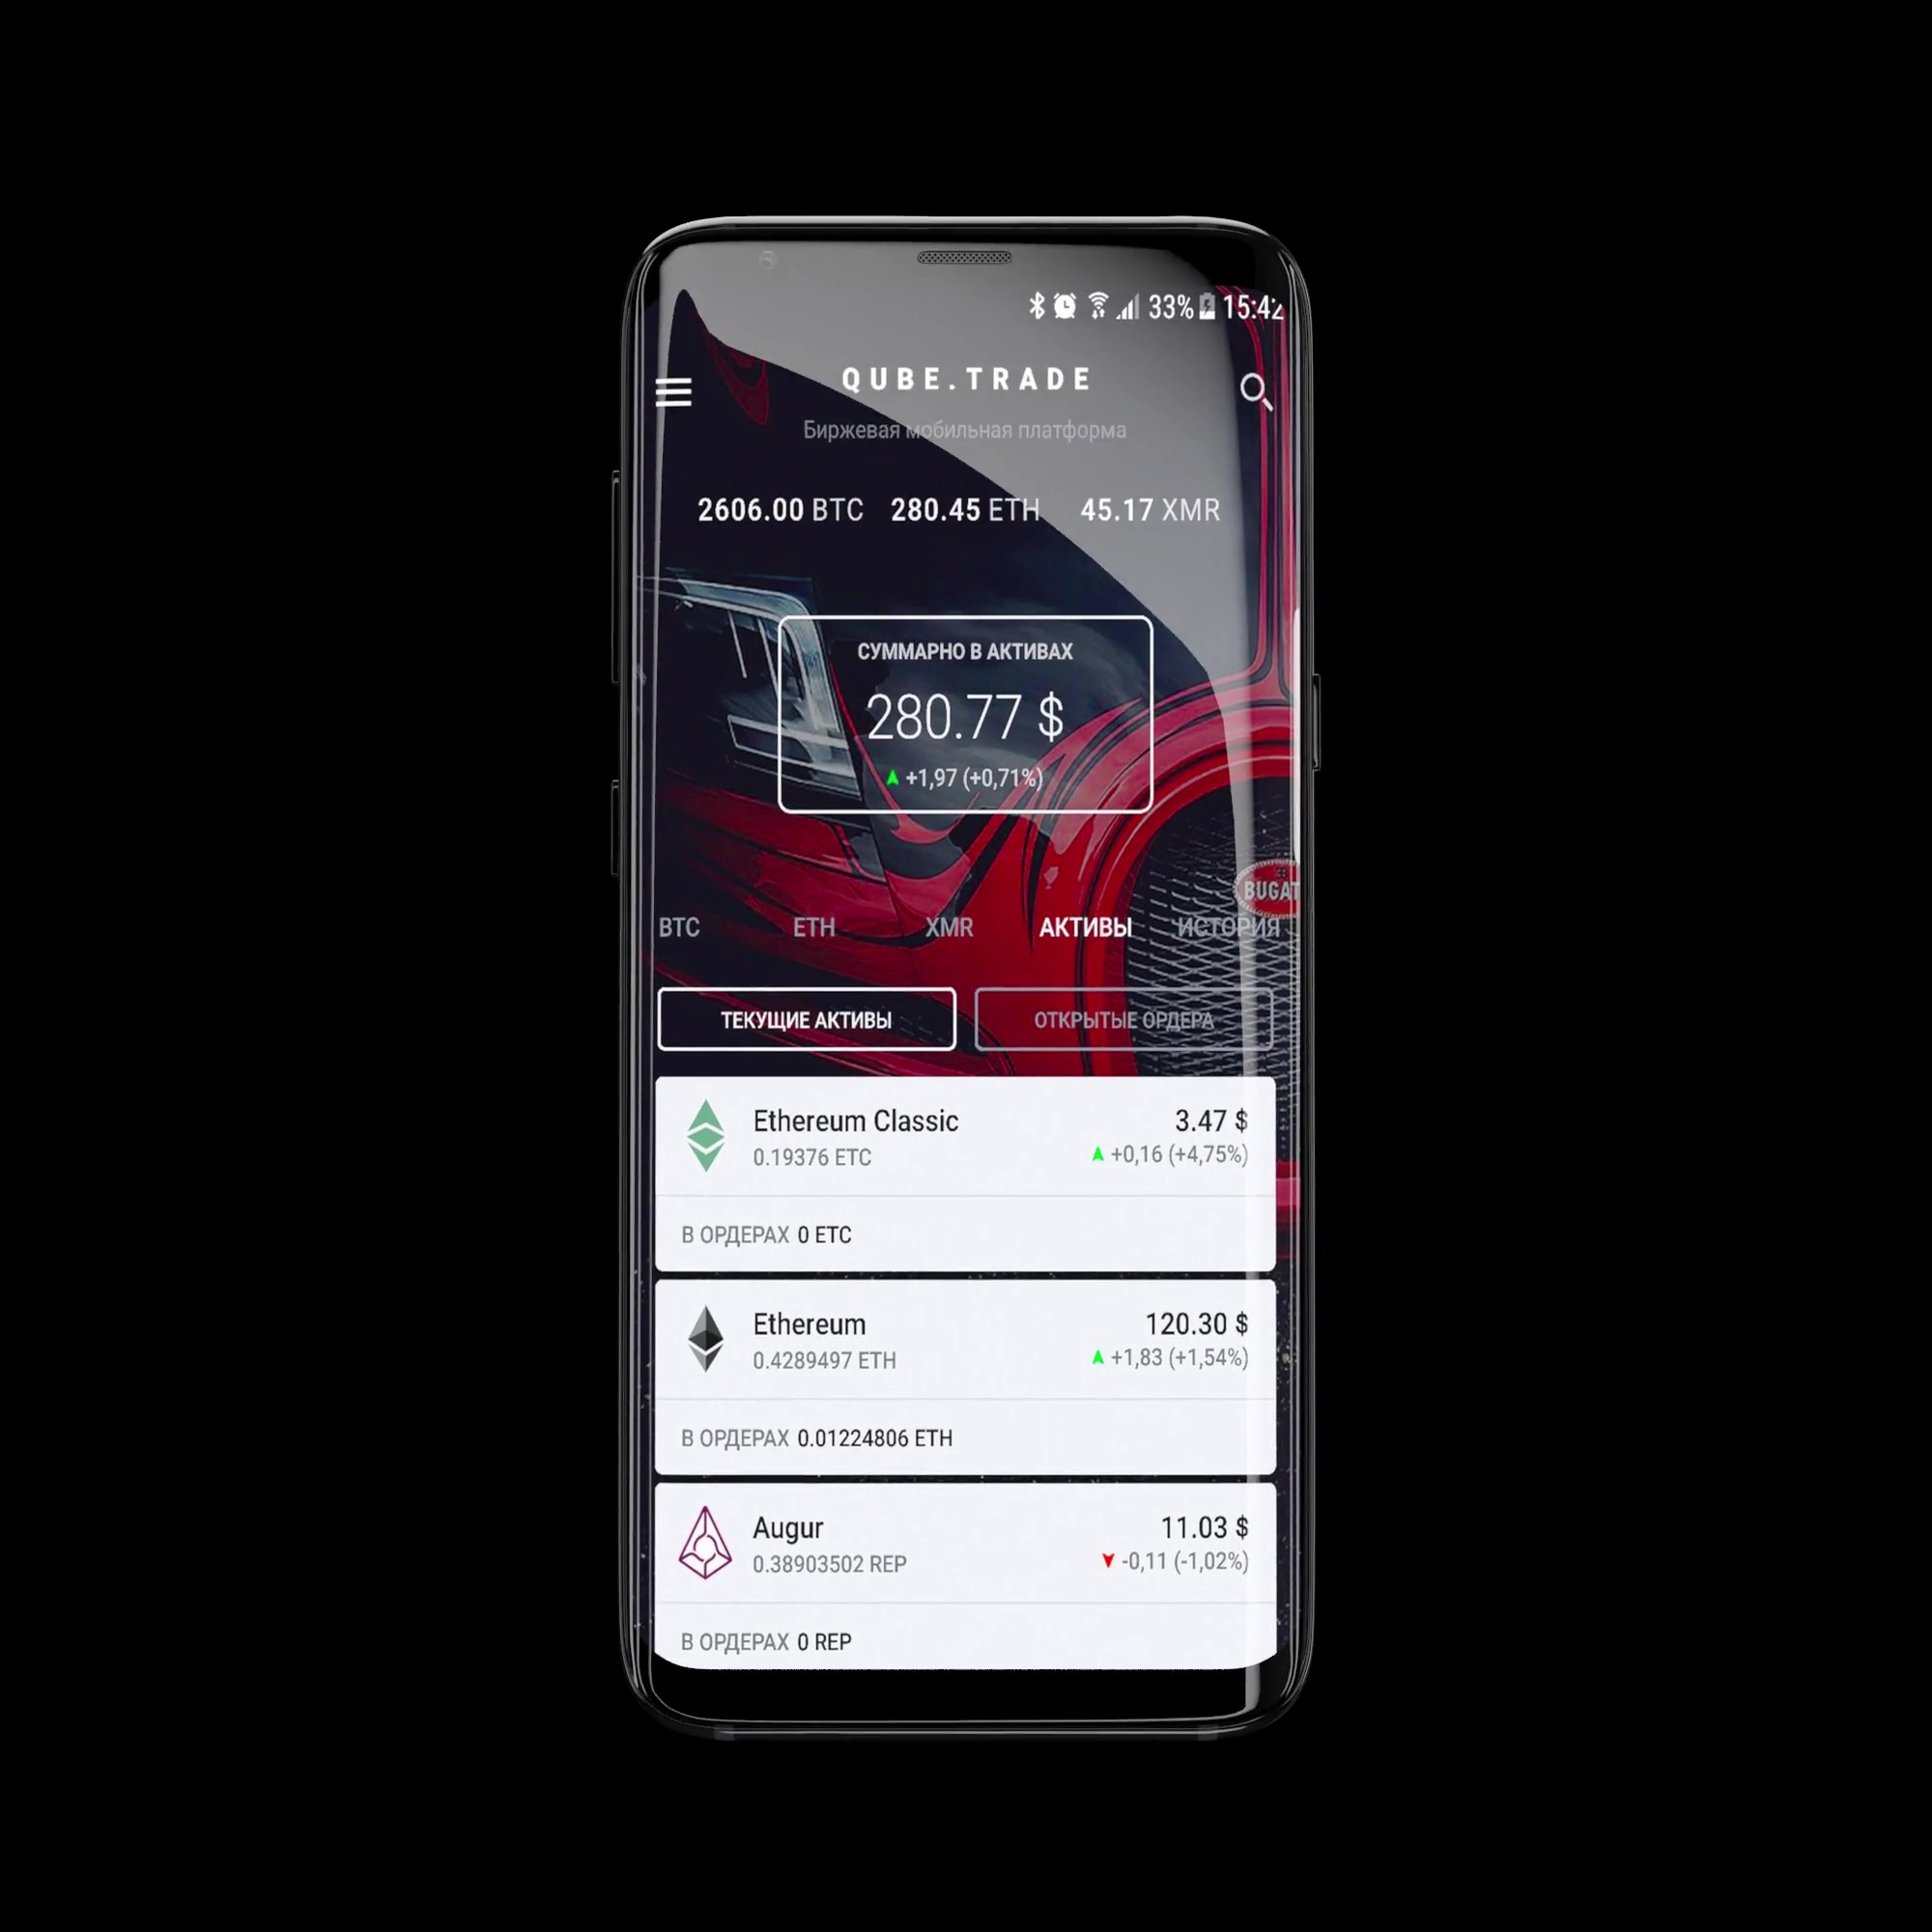 33% 15:42
QUBE.TRADE
Биржевая мобильная платформа
2606.00 BTC 280.45 ETH 45.17 XMR
СУММАРНО В АКТИВАХ
280.77 $
+1,97 (+0,71%)
BUGAT
BTC ETH XMR АКТИВЫ ИСТОРИЯ
ТЕКУЩИЕ АКТИВЫ ОТКРЫТЫЕ ОРДЕРА
Ethereum Classic 3.47 $
0.19376 ETC +0,16 (+4,75%)
В ОРДЕРАХ 0 ETC
Ethereum 120.30 $
0.4289497 ETH +1,83 (+1,54%)
В ОРДЕРАХ 0.01224806 ETH
Augur 11.03 $
0.38903502 REP -0,11 (-1,02%)
В ОРДЕРАХ 0 REP